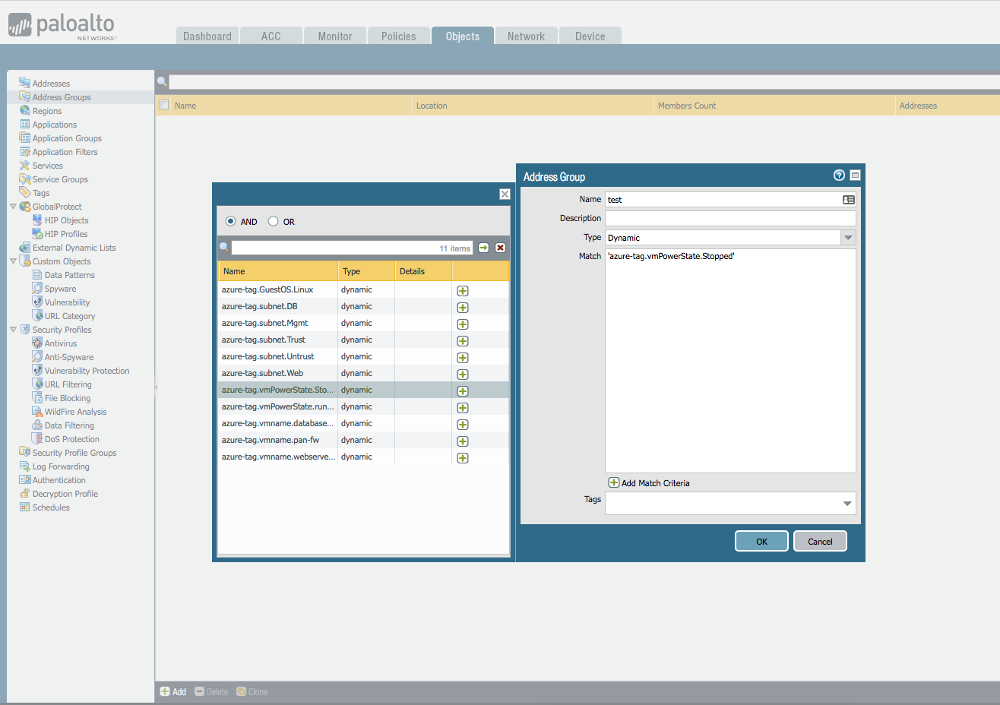 paloalto
NETWORKS
Dashboard
ACC
Monitor
Policies
Objects
Network
Device
Addresses
Address Groups
Regions
Applications
Application Groups
Application Filters
Services
Service Groups
Tags
GlobalProtect
HIP Objects
HIP Profiles
External Dynamic Lists
Custom Objects
Data Patterns
Spyware
Vulnerability
URL Category
Security Profiles
Antivirus
Anti-Spyware
Vulnerability Protection
URL Filtering
File Blocking
WildFire Analysis
Data Filtering
DoS Protection
Security Profile Groups
Log Forwarding
Authentication
Decryption Profile
Schedules
Name Location Members Count Addresses
AND OR
11 items
Name Type Details
azure-tag.GuestOS.Linux dynamic
azure-tag.subnet.DB dynamic
azure-tag.subnet.Mgmt dynamic
azure-tag.subnet.Trust dynamic
azure-tag.subnet.Untrust dynamic
azure-tag.subnet.Web dynamic
azure-tag.vmPowerState.Sto... dynamic
azure-tag.vmPowerState.run... dynamic
azure-tag.vmname.database... dynamic
azure-tag.vmname.pan-fw dynamic
azure-tag.vmname.webserve... dynamic
Address Group
Name test
Description
Type Dynamic
Match 'azure-tag.vmPowerState.Stopped'
Add Match Criteria
Tags
OK Cancel
Add Delete Clone